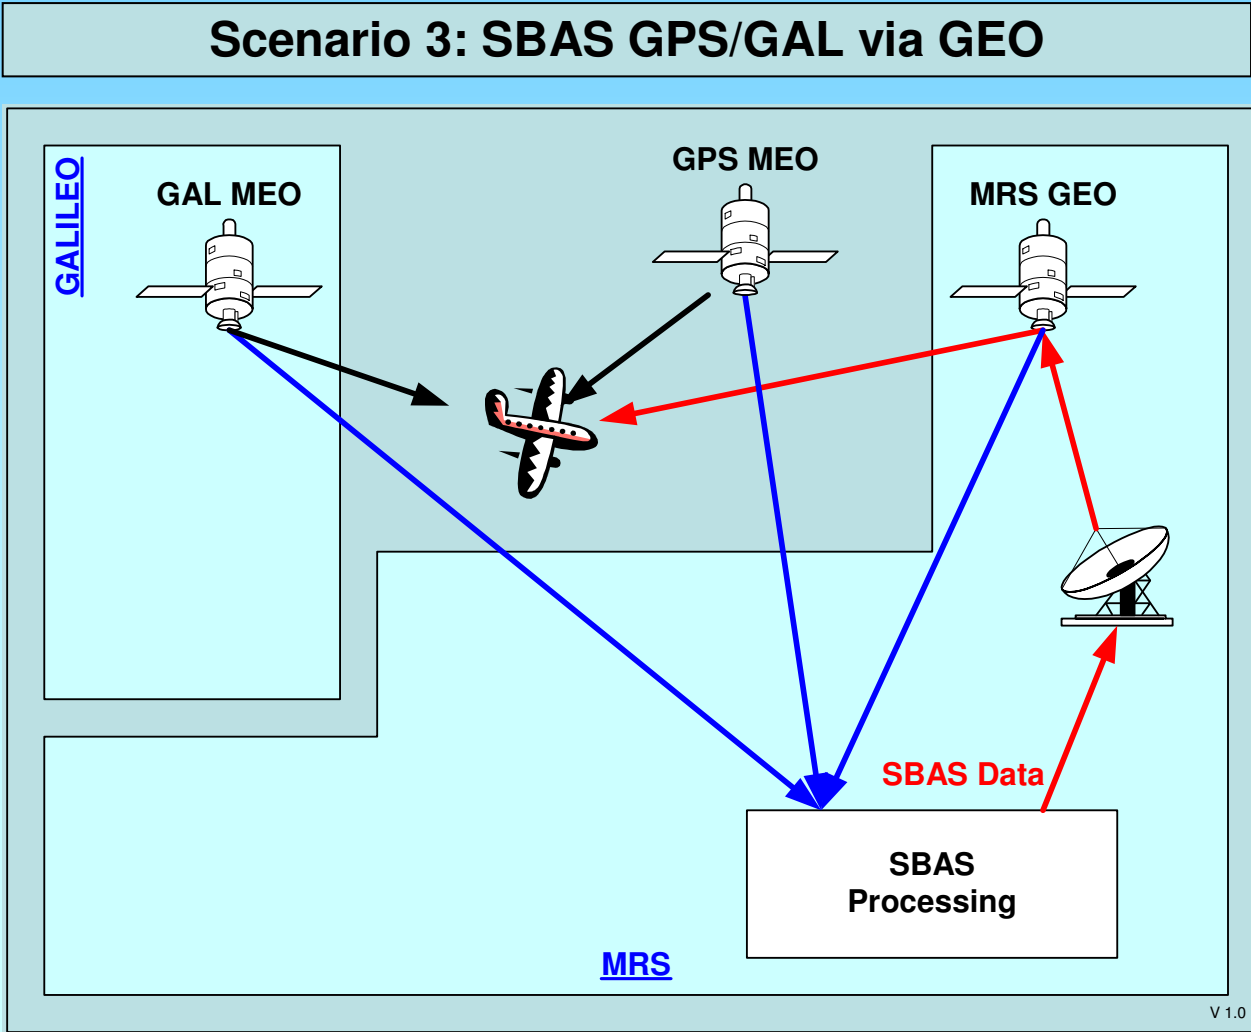 Scenario 3: SBAS GPS/GAL via GEO
GALILEO
GAL MEO
GPS MEO
MRS GEO
SBAS Data
SBAS
Processing
MRS
V 1.0